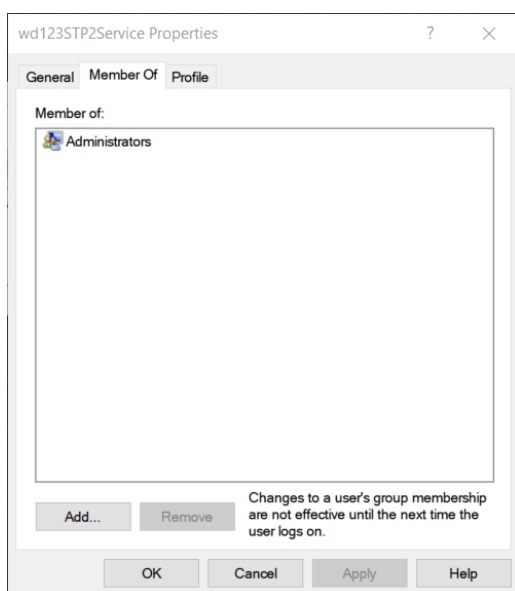 wd123STP2Service Properties ?
General Member Of Profile
Member of:
Administrators
Add... Remove
Changes to a user's group membership
are not effective until the next time the
user logs on.
OK Cancel Apply Help